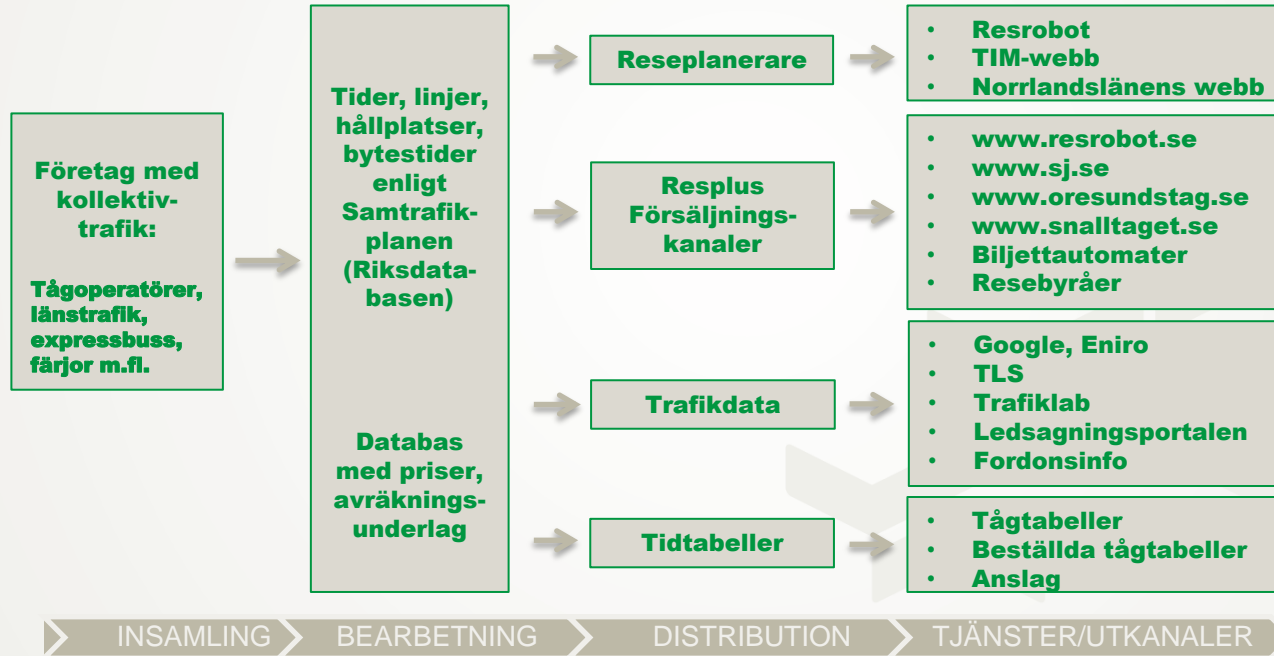 Företag med
kollektiv-
trafik:
Tågoperatörer,
länstrafik,
expressbuss,
färjor m.fl.
Tider, linjer,
hållplatser,
bytestider
enligt
Samtrafik-
planen
(Riksdata-
basen)
Databas
med priser,
avräknings-
underlag
Reseplanerare
Resplus
Försäljnings-
kanaler
Trafikdata
Tidtabeller
• Resrobot
• TIM-webb
• Norrlandslänens webb
• www.resrobot.se
• www.sj.se
• www.oresundstag.se
• www.snalltaget.se
• Biljettautomater
• Resebyråer
• Google, Eniro
• TLS
• Trafiklab
• Ledsagningsportalen
• Fordonsinfo
• Tågtabeller
• Beställda tågtabeller
• Anslag
INSAMLING
BEARBETNING
DISTRIBUTION
TJÄNSTER/UTKANALER